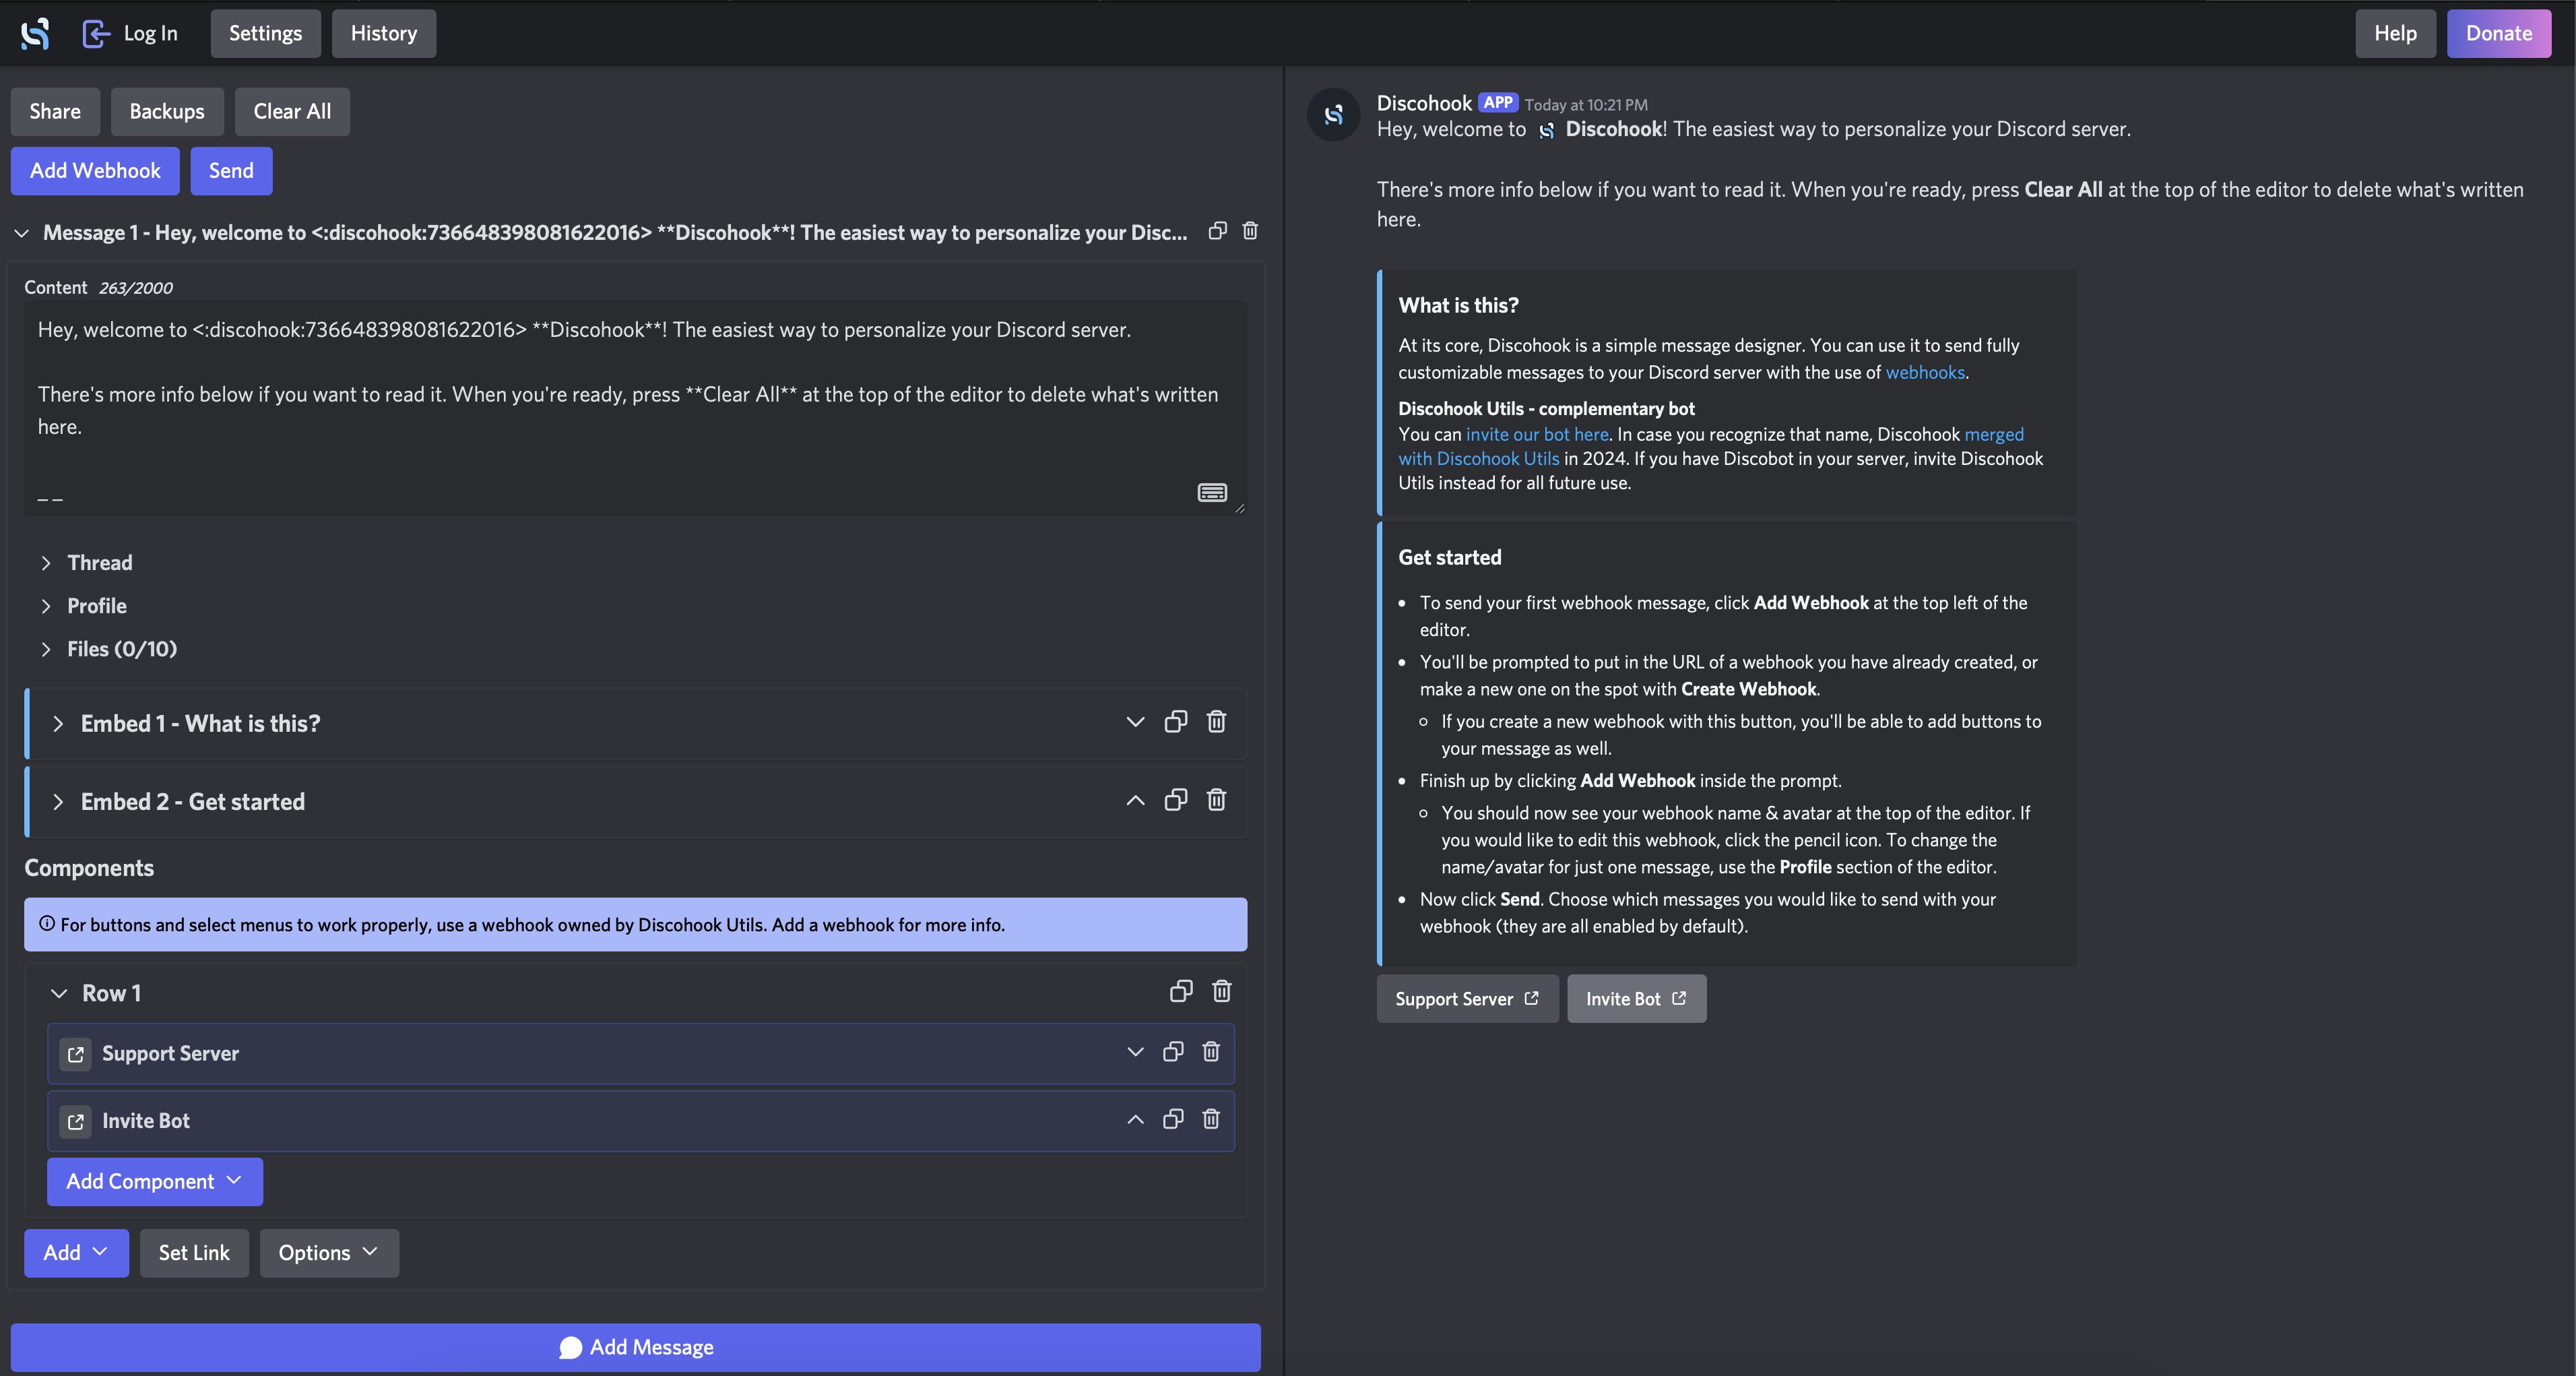 Log In
Settings
History
Help
Donate
Share
Backups
Clear All
Add Webhook
Send
Message 1 - Hey, welcome to <:discohook:736648398081622016> **Discohook**! The easiest way to personalize your Disc...
Content 263/2000
Hey, welcome to <:discohook:736648398081622016> **Discohook**! The easiest way to personalize your Discord server.
There's more info below if you want to read it. When you're ready, press **Clear All** at the top of the editor to delete what's written
here.
_ _
Thread
Profile
Files (0/10)
Embed 1 - What is this?
Embed 2 - Get started
Components
For buttons and select menus to work properly, use a webhook owned by Discohook Utils. Add a webhook for more info.
Row 1
Support Server
Invite Bot
Add Component
Add
Set Link
Options
Add Message
Discohook APP Today at 10:21 PM
Hey, welcome to Discohook! The easiest way to personalize your Discord server.
There's more info below if you want to read it. When you're ready, press Clear All at the top of the editor to delete what's written
here.
What is this?
At its core, Discohook is a simple message designer. You can use it to send fully
customizable messages to your Discord server with the use of webhooks.
Discohook Utils - complementary bot
You can invite our bot here. In case you recognize that name, Discohook merged
with Discohook Utils in 2024. If you have Discobot in your server, invite Discohook
Utils instead for all future use.
Get started
• To send your first webhook message, click Add Webhook at the top left of the
editor.
• You'll be prompted to put in the URL of a webhook you have already created, or
make a new one on the spot with Create Webhook.
◦ If you create a new webhook with this button, you'll be able to add buttons to
your message as well.
• Finish up by clicking Add Webhook inside the prompt.
◦ You should now see your webhook name & avatar at the top of the editor. If
you would like to edit this webhook, click the pencil icon. To change the
name/avatar for just one message, use the Profile section of the editor.
• Now click Send. Choose which messages you would like to send with your
webhook (they are all enabled by default).
Support Server
Invite Bot